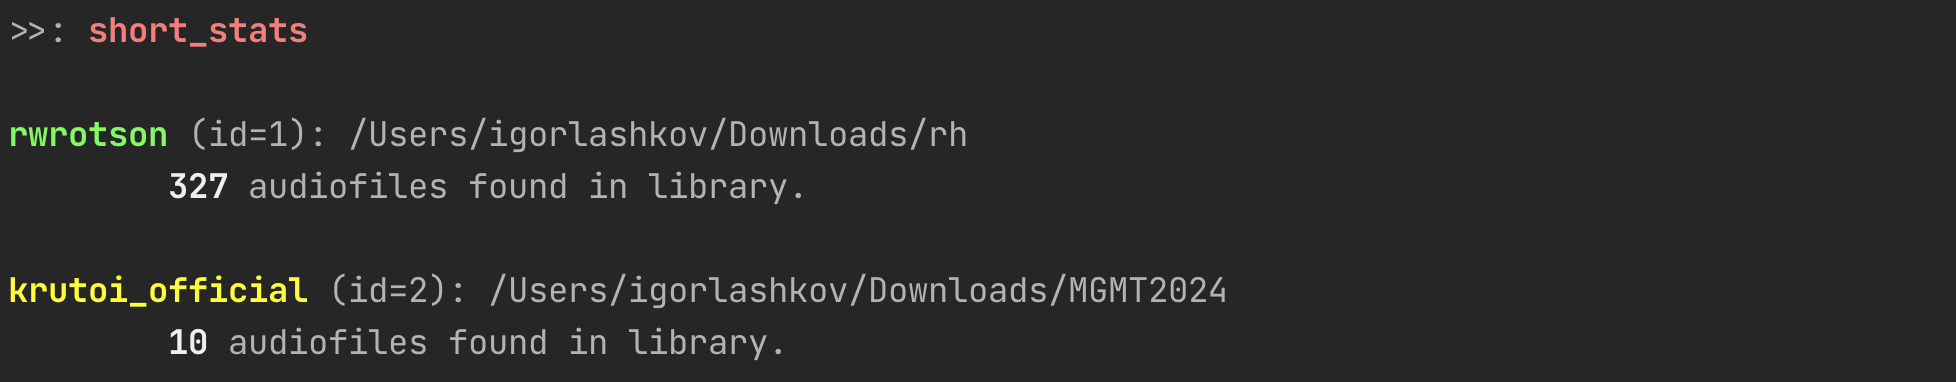 >>: short_stats
rwrotson (id=1): /Users/igorlashkov/Downloads/rh
327 audiofiles found in library.
krutoi_official (id=2): /Users/igorlashkov/Downloads/MGMT2024
10 audiofiles found in library.